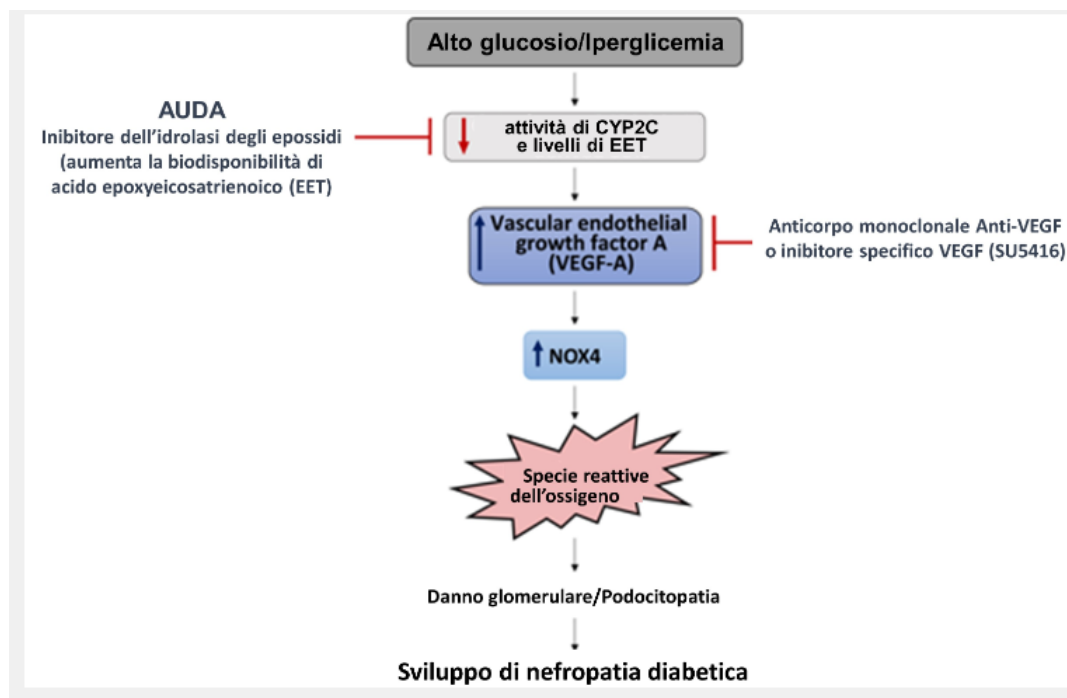 Alto glucosio/Iperglicemia
AUDA
Inibitore dell'idrolasi degli epossidi
(aumenta la biodisponibilità di
acido epoxyeicosatrienoico (EET)
attività di CYP2C
e livelli di EET
Vascular endothelial
growth factor A
(VEGF-A)
Anticorpo monoclonale Anti-VEGF
o inibitore specifico VEGF (SU5416)
NOX4
Specie reattive
dell'ossigeno
Danno glomerulare/Podocitopatia
Sviluppo di nefropatia diabetica